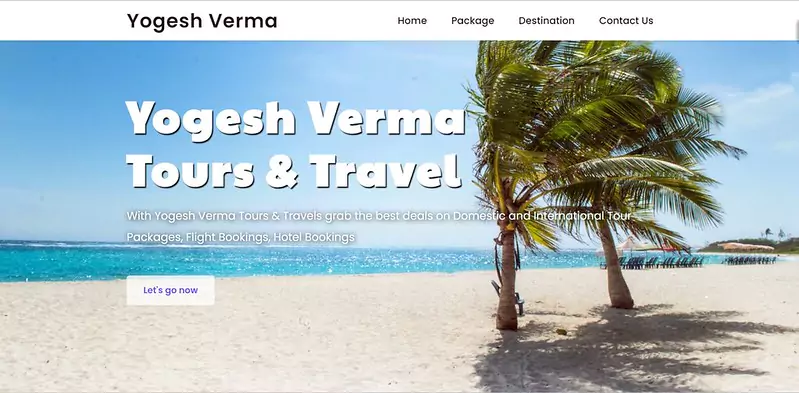 Yogesh Verma
Home Package Destination Contact Us
Yogesh Verma
Tours & Travel
With Yogesh Verma Tours & Travels grab the best deals on Domestic and International Tour
Packages, Flight Bookings, Hotel Bookings
Let's go now